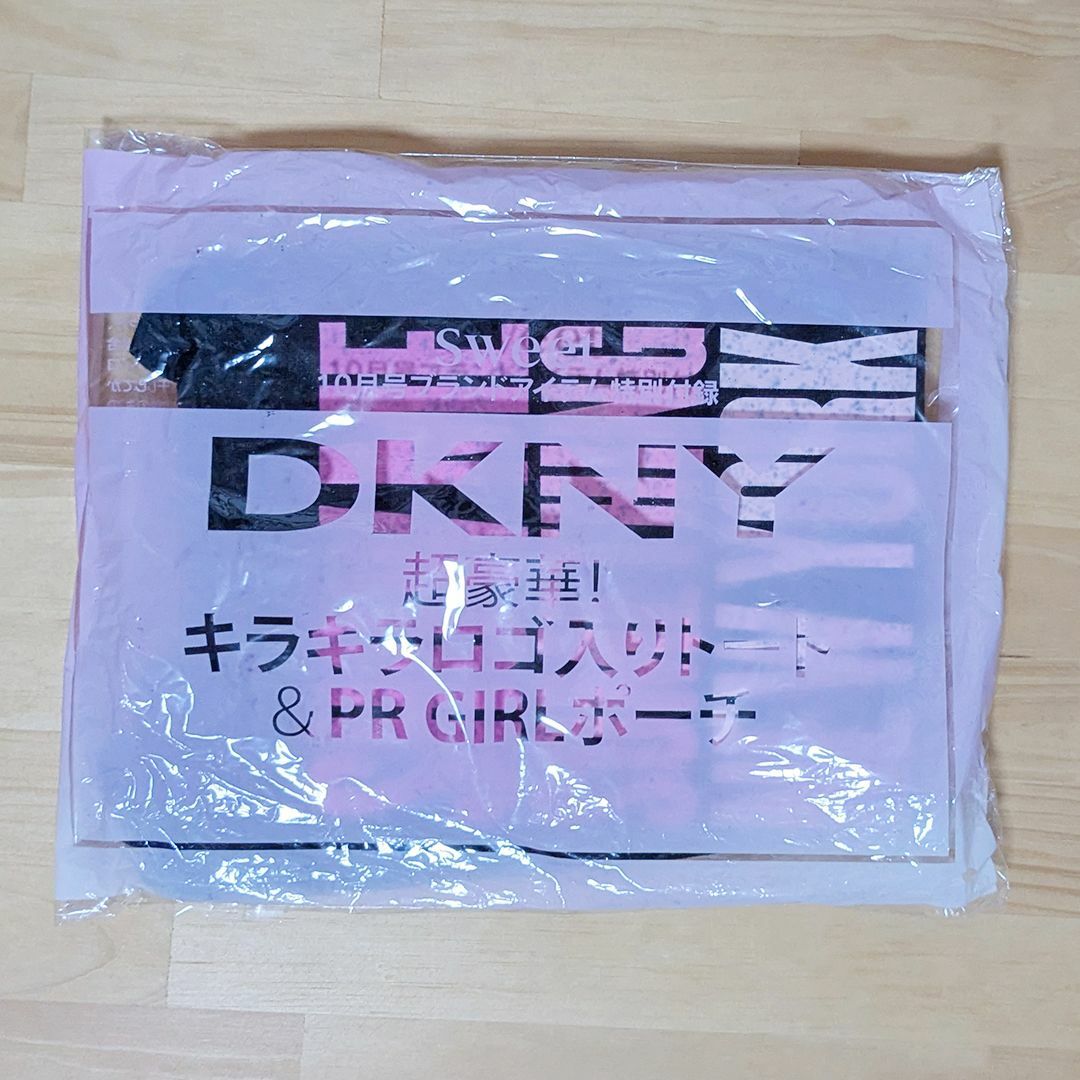 Sweet
10月号ブランドアイテム特別付録
DKNY
超豪華!
キラキラロゴ入りトート
&PR GIRLポーチ